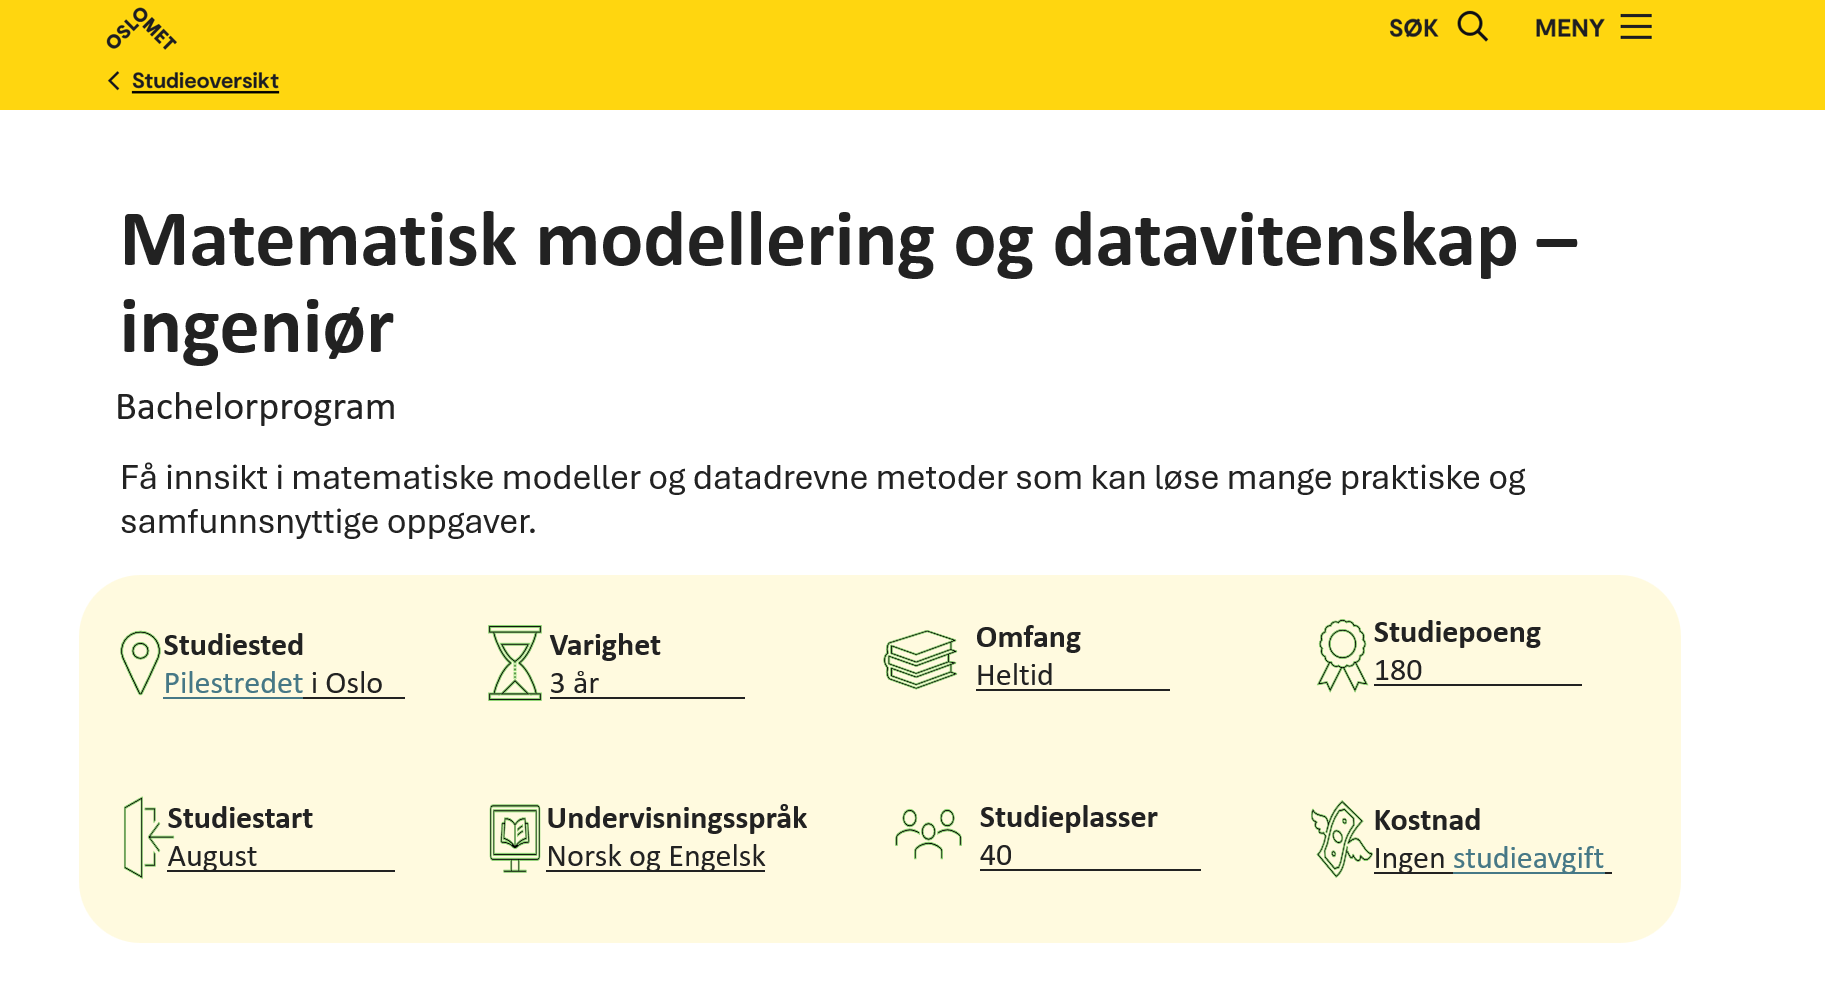 OSLOMET
SØK
MENY
Studieoversikt
Matematisk modellering og datavitenskap –
ingeniør
Bachelorprogram
Få innsikt i matematiske modeller og datadrevne metoder som kan løse mange praktiske og
samfunnsnyttige oppgaver.
Studiested
Pilestredet i Oslo
Varighet
3 år
Omfang
Heltid
Studiepoeng
180
Studiestart
August
Undervisningsspråk
Norsk og Engelsk
Studieplasser
40
Kostnad
Ingen studieavgift